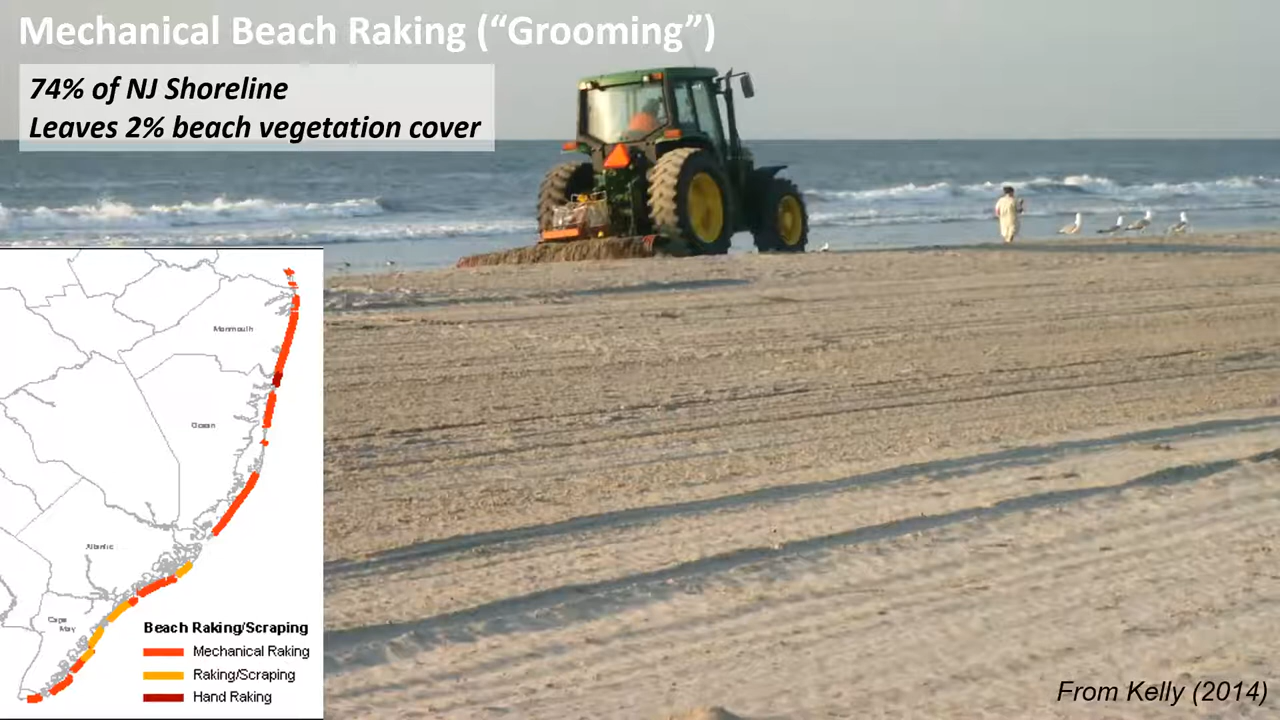 Mechanical Beach Raking (“Grooming”)
74% of NJ Shoreline
Leaves 2% beach vegetation cover
Monmouth
Ocean
Atlantic
Cape
May
Beach Raking/Scraping
Mechanical Raking
Raking/Scraping
Hand Raking
From Kelly (2014)